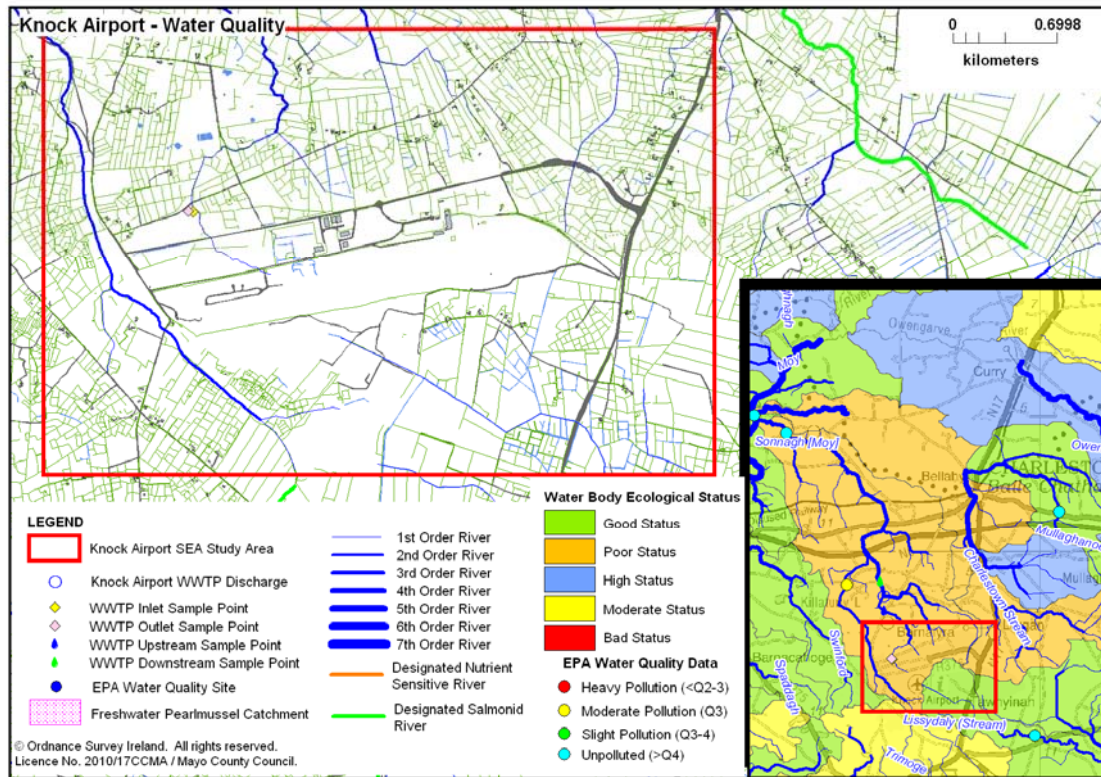 Knock Airport - Water Quality
0 0.6998
kilometers
LEGEND
Knock Airport SEA Study Area
Knock Airport WWTP Discharge
WWTP Inlet Sample Point
WWTP Outlet Sample Point
WWTP Upstream Sample Point
WWTP Downstream Sample Point
EPA Water Quality Site
Freshwater Pearlmussel Catchment
© Ordnance Survey Ireland. All rights reserved.
Licence No. 2010/17CCMA / Mayo County Council.
1st Order River
2nd Order River
3rd Order River
4th Order River
5th Order River
6th Order River
7th Order River
Designated Nutrient
Sensitive River
Designated Salmonid
River
Water Body Ecological Status
Good Status
Poor Status
High Status
Moderate Status
Bad Status
EPA Water Quality Data
Heavy Pollution (<Q2-3)
Moderate Pollution (Q3)
Slight Pollution (Q3-4)
Unpolluted (>Q4)
River
Owengarve
River
Moy
Curry
N17
Sonnagh [Moy]
Charlestown Stream
Swinford
Spaddagh
Airport
Lissydaly (Stream)
Trimoge